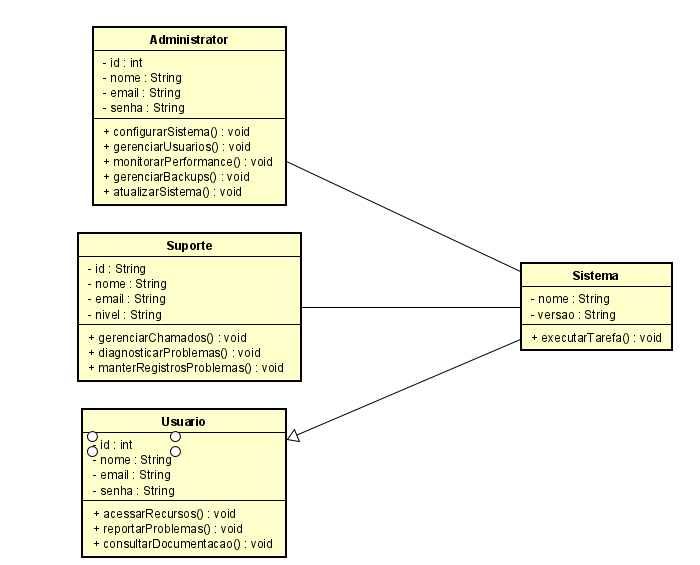 Administrator
- id : int
- nome : String
- email : String
- senha : String
+ configurarSistema() : void
+ gerenciarUsuarios() : void
+ monitorarPerformance() : void
+ gerenciarBackups() : void
+ atualizarSistema() : void
Suporte
- id : String
- nome : String
- email : String
- nivel : String
+ gerenciarChamados() : void
+ diagnosticarProblemas() : void
+ manterRegistrosProblemas() : void
Sistema
- nome : String
- versao : String
+ executarTarefa() : void
Usuario
- id : int
- nome : String
- email : String
- senha : String
+ acessarRecursos() : void
+ reportarProblemas() : void
+ consultarDocumentacao() : void